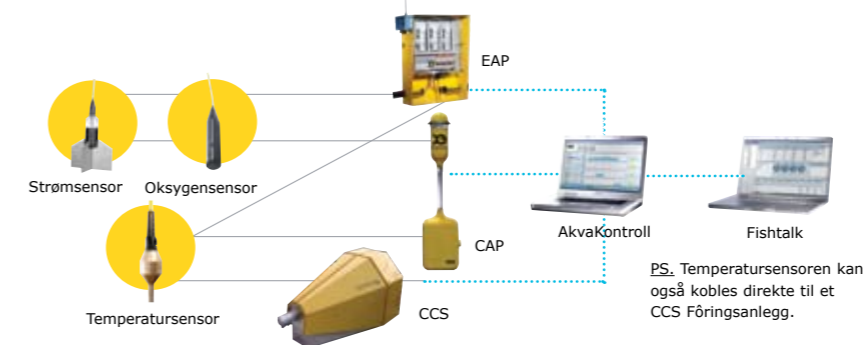 EAP
Strømsensor
Oksygensensor
AkvaKontroll
Fishtalk
CAP
Temperatursensor
CCS
PS. Temperatursensoren kan
også kobles direkte til et
CCS Fôringsanlegg.